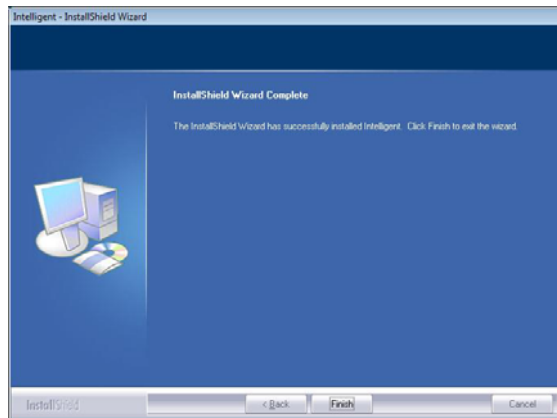 Intelligent - InstallShield Wizard
InstallShield Wizard Complete
The InstallShield Wizard has successfully installed Intelligent. Click Finish to exit the wizard.
InstallShield
< Back
Finish
Cancel